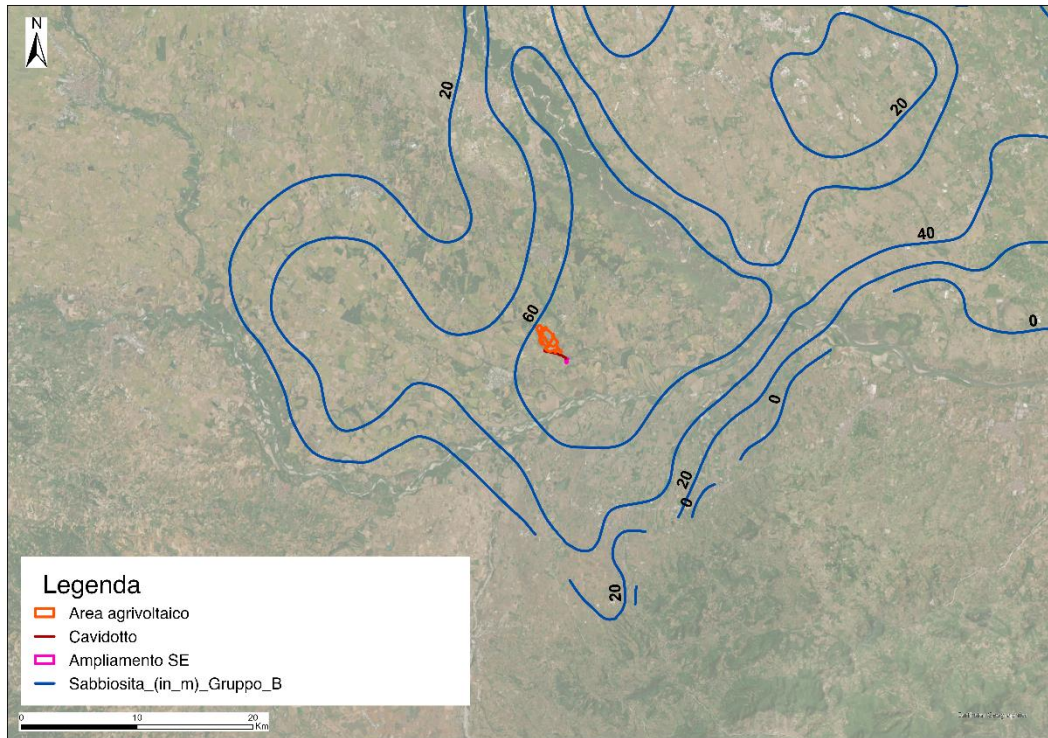 N
20
20
40
60
0
0
20
0
20
Legenda
Area agrivoltaico
Cavidotto
Ampliamento SE
Sabbiosita_(in_m)_Gruppo_B
0 10 20
Km